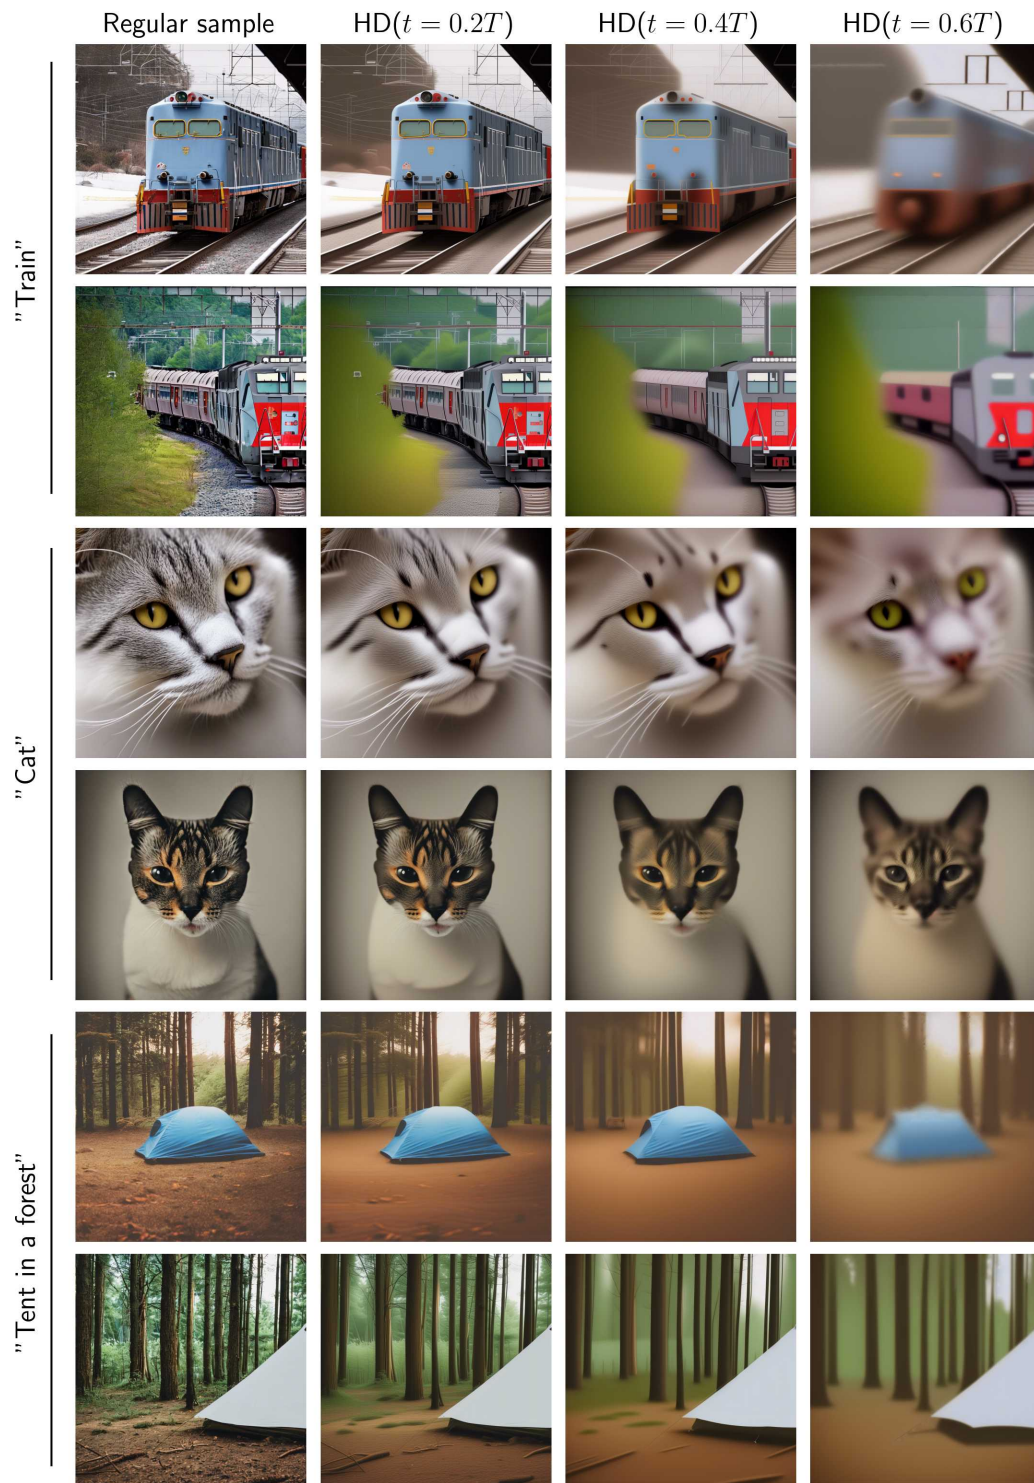 Regular sample
HD(t = 0.2T)
HD(t = 0.4T)
HD(t = 0.6T)
"Train"
"Cat"
"Tent in a forest"